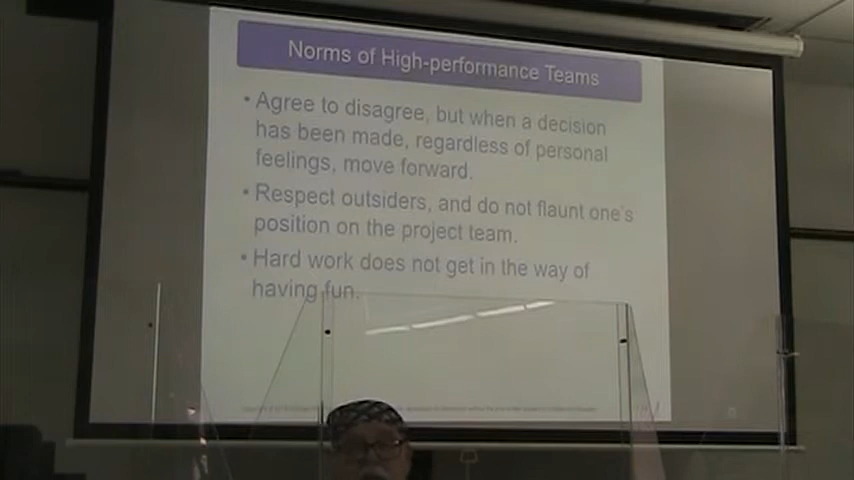 Norms of High-performance Teams
• Agree to disagree, but when a decision
has been made, regardless of personal
feelings, move forward.
• Respect outsiders, and do not flaunt one's
position on the project team.
• Hard work does not get in the way of
having fun.